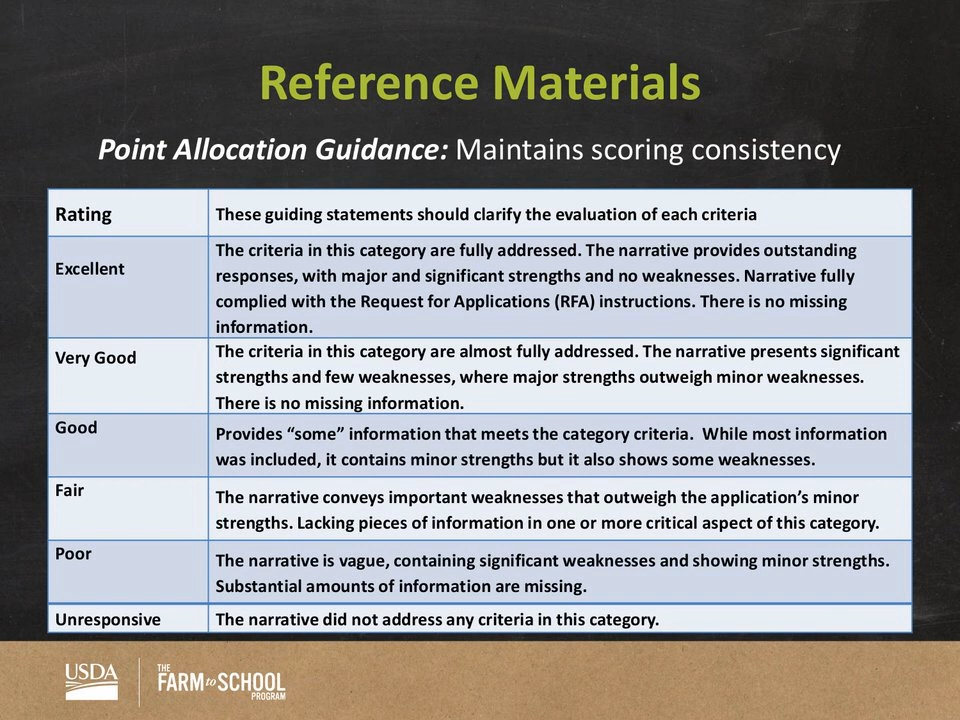 Reference Materials
Point Allocation Guidance: Maintains scoring consistency
Rating
These guiding statements should clarify the evaluation of each criteria
Excellent
The criteria in this category are fully addressed. The narrative provides outstanding
responses, with major and significant strengths and no weaknesses. Narrative fully
complied with the Request for Applications (RFA) instructions. There is no missing
information.
Very Good
The criteria in this category are almost fully addressed. The narrative presents significant
strengths and few weaknesses, where major strengths outweigh minor weaknesses.
There is no missing information.
Good
Provides “some” information that meets the category criteria.  While most information
was included, it contains minor strengths but it also shows some weaknesses.
Fair
The narrative conveys important weaknesses that outweigh the application’s minor
strengths. Lacking pieces of information in one or more critical aspect of this category.
Poor
The narrative is vague, containing significant weaknesses and showing minor strengths.
Substantial amounts of information are missing.
Unresponsive
The narrative did not address any criteria in this category.
USDA
THE
FARM to SCHOOL
PROGRAM